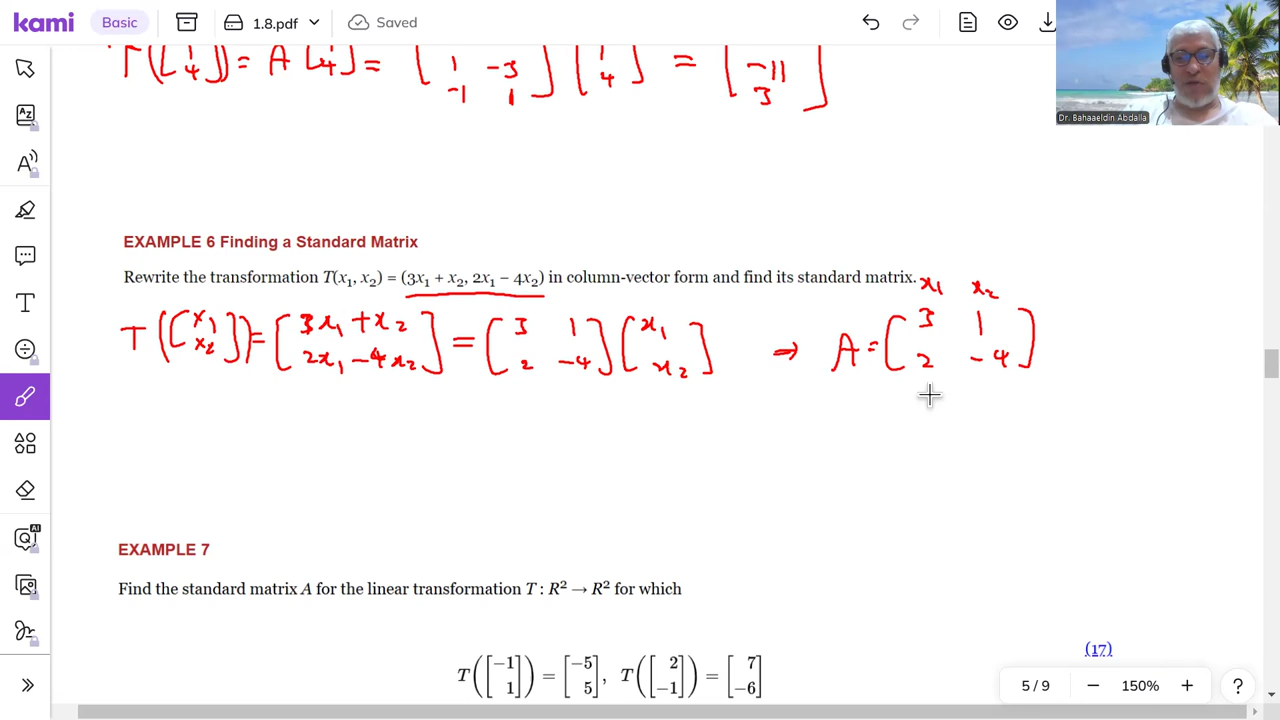 kami Basic 1.8.pdf Saved
Dr. Bahaaeldin Abdalla
T([1 4]) = A [1 4] = [1 -3 -1 1] [1 4] = [-11 3]
EXAMPLE 6 Finding a Standard Matrix
Rewrite the transformation T(x₁, x₂) = (3x₁ + x₂, 2x₁ − 4x₂) in column-vector form and find its standard matrix.
x₁ x₂
T([x₁ x₂]) = [3x₁ + x₂ 2x₁ − 4x₂] = [3 1 2 −4] [x₁ x₂] → A = [3 1 2 −4]
EXAMPLE 7
Find the standard matrix A for the linear transformation T : R² → R² for which
(17)
T([−1 1]) = [−5 5], T([2 −1]) = [7 −6]
5 / 9 − 150% + ?